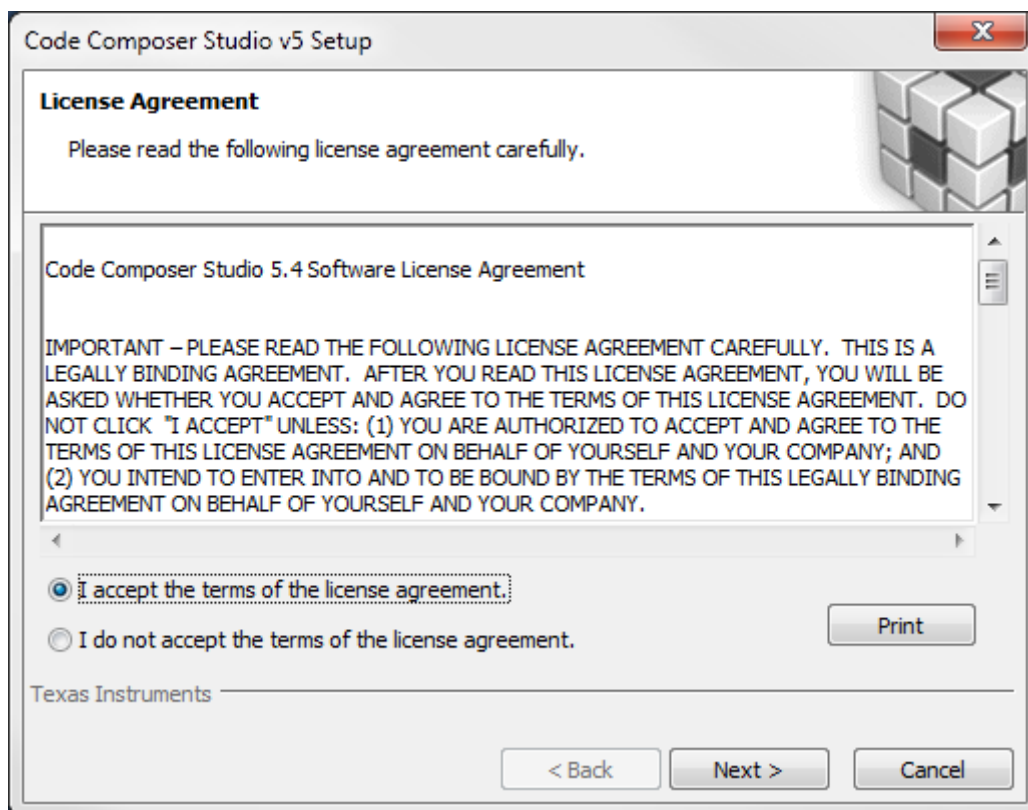 Code Composer Studio v5 Setup
License Agreement
Please read the following license agreement carefully.
Code Composer Studio 5.4 Software License Agreement
IMPORTANT – PLEASE READ THE FOLLOWING LICENSE AGREEMENT CAREFULLY.  THIS IS A
LEGALLY BINDING AGREEMENT.  AFTER YOU READ THIS LICENSE AGREEMENT, YOU WILL BE
ASKED WHETHER YOU ACCEPT AND AGREE TO THE TERMS OF THIS LICENSE AGREEMENT.  DO
NOT CLICK  "I ACCEPT" UNLESS: (1) YOU ARE AUTHORIZED TO ACCEPT AND AGREE TO THE
TERMS OF THIS LICENSE AGREEMENT ON BEHALF OF YOURSELF AND YOUR COMPANY; AND
(2) YOU INTEND TO ENTER INTO AND TO BE BOUND BY THE TERMS OF THIS LEGALLY BINDING
AGREEMENT ON BEHALF OF YOURSELF AND YOUR COMPANY.
I accept the terms of the license agreement.
I do not accept the terms of the license agreement.
Print
Texas Instruments
< Back
Next >
Cancel